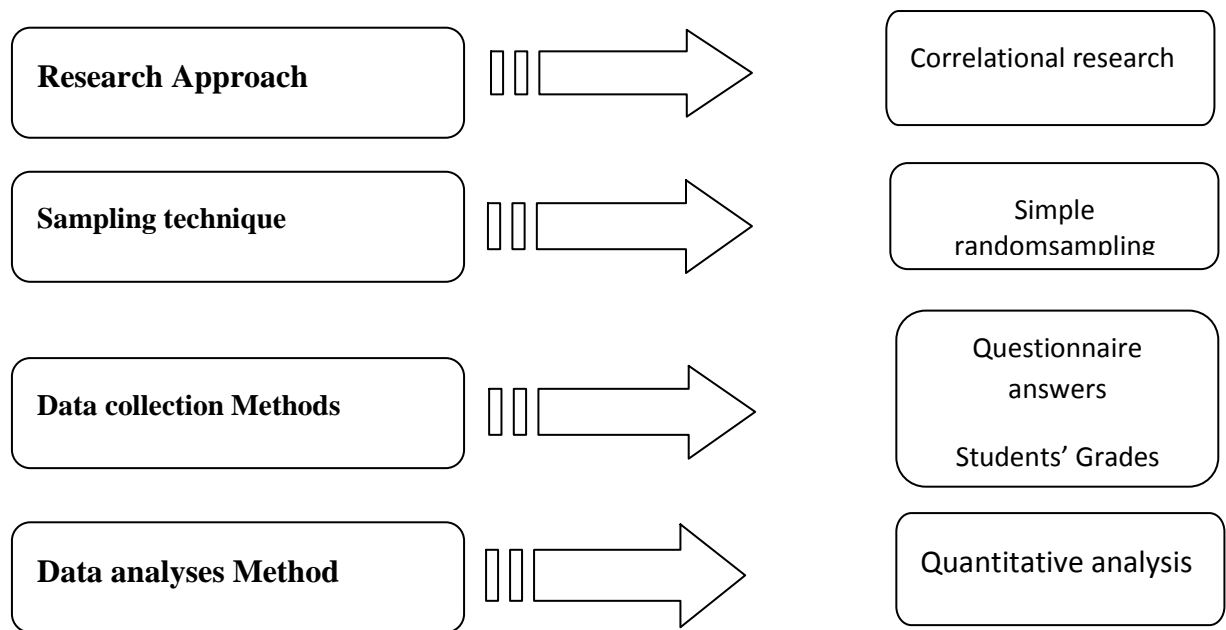 Research Approach
Correlational research
Sampling technique
Simple
randomsampling
Data collection Methods
Questionnaire
answers
Students’ Grades
Data analyses Method
Quantitative analysis